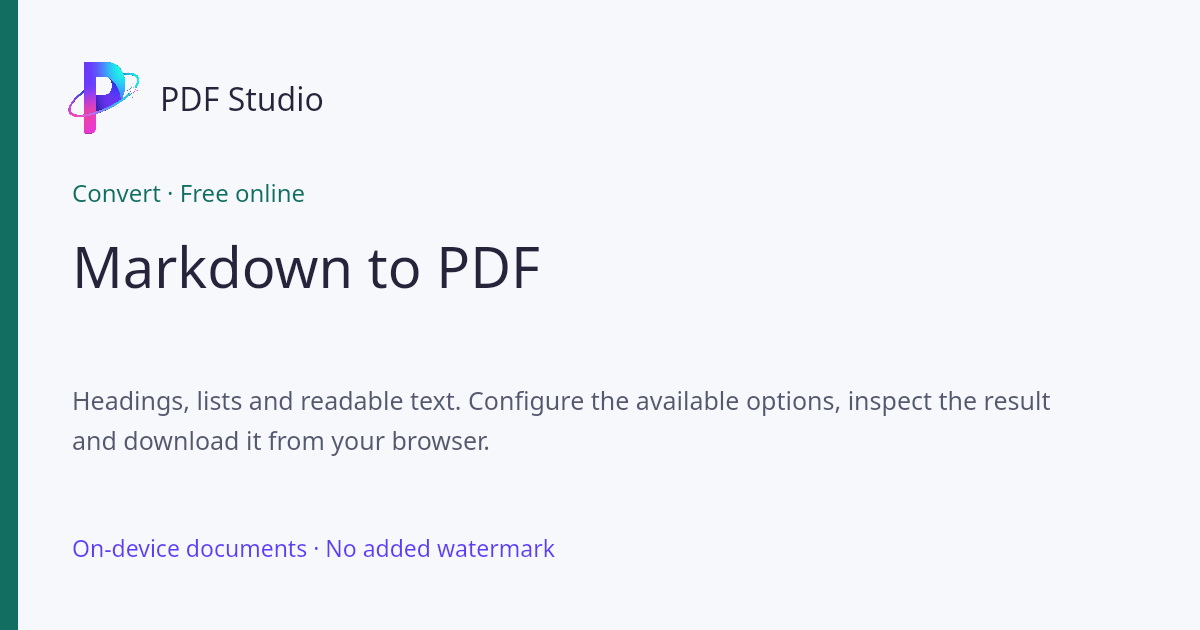 PDF Studio
Convert · Free online
Markdown to PDF
Headings, lists and readable text. Configure the available options, inspect the result
and download it from your browser.
On-device documents · No added watermark